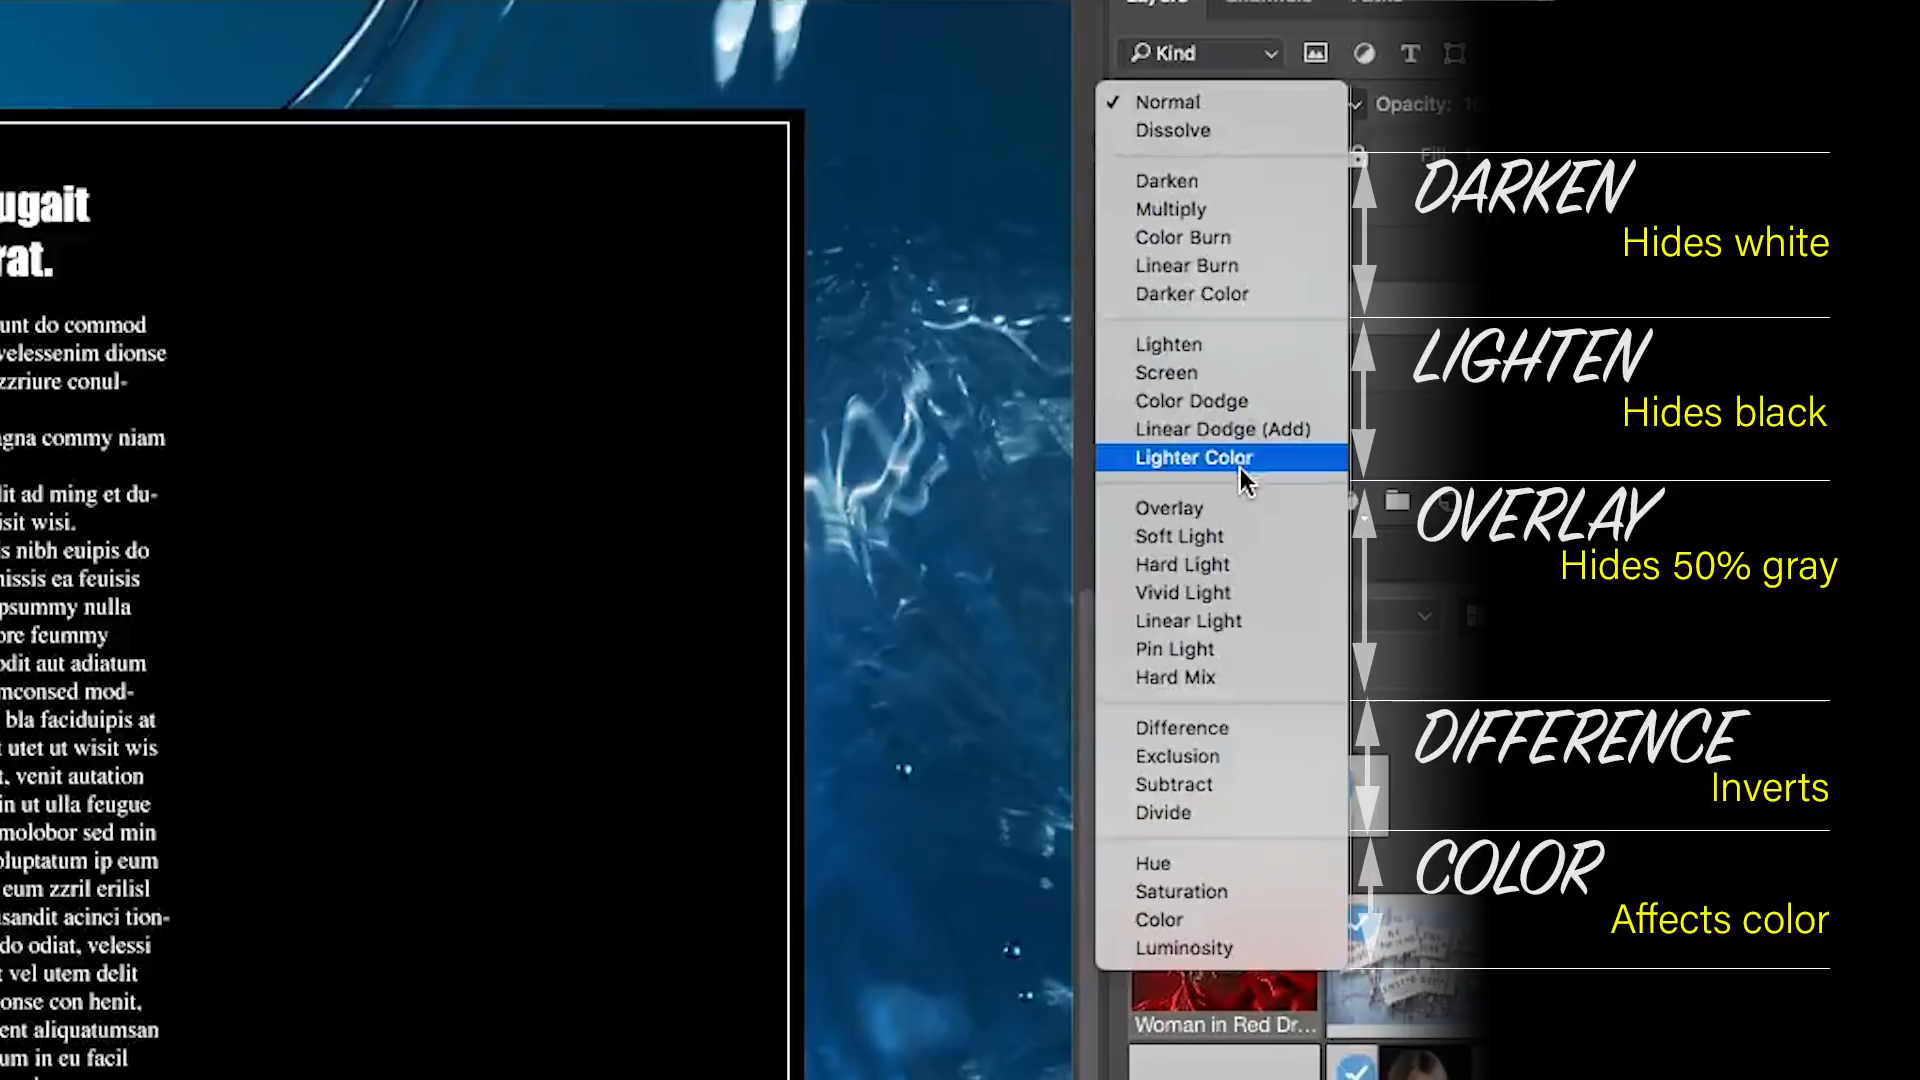 Kind
Normal
Opacity:
Dissolve
Darken
Multiply
Color Burn
Linear Burn
Darker Color
Lighten
Screen
Color Dodge
Linear Dodge (Add)
Lighter Color
Overlay
Soft Light
Hard Light
Vivid Light
Linear Light
Pin Light
Hard Mix
Difference
Exclusion
Subtract
Divide
Hue
Saturation
Color
Luminosity
Woman in Red Dr...
DARKEN
Hides white
LIGHTEN
Hides black
OVERLAY
Hides 50% gray
DIFFERENCE
Inverts
COLOR
Affects color
ugait
rat.
unt do commod
velessenim dionse
zzriure conul-
agna commy niam
lit ad ming et du-
isit wisi.
s nibh euipis do
nissis ea feuisis
psummy nulla
ore feummy
odit aut adiatum
mconsed mod-
bla faciduipis at
t utet ut wisit wis
t, venit autation
in ut ulla feugue
molobor sed min
oluptatum ip eum
eum zzril erilisl
sandit acinci tion-
do odiat, velessi
t vel utem delit
onse con henit,
ent aliquatumsan
um in eu facil